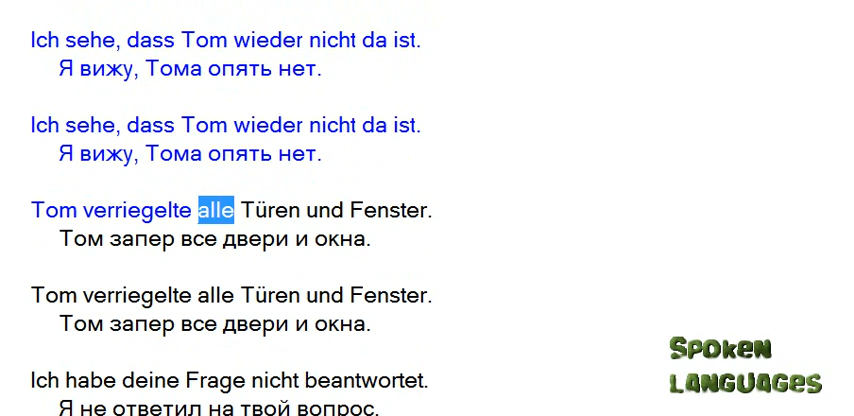 Ich sehe, dass Tom wieder nicht da ist.
Я вижу, Тома опять нет.
Ich sehe, dass Tom wieder nicht da ist.
Я вижу, Тома опять нет.
Tom verriegelte alle Türen und Fenster.
Том запер все двери и окна.
Tom verriegelte alle Türen und Fenster.
Том запер все двери и окна.
Ich habe deine Frage nicht beantwortet.
Я не ответил на твой вопрос.
Spoken
Languages